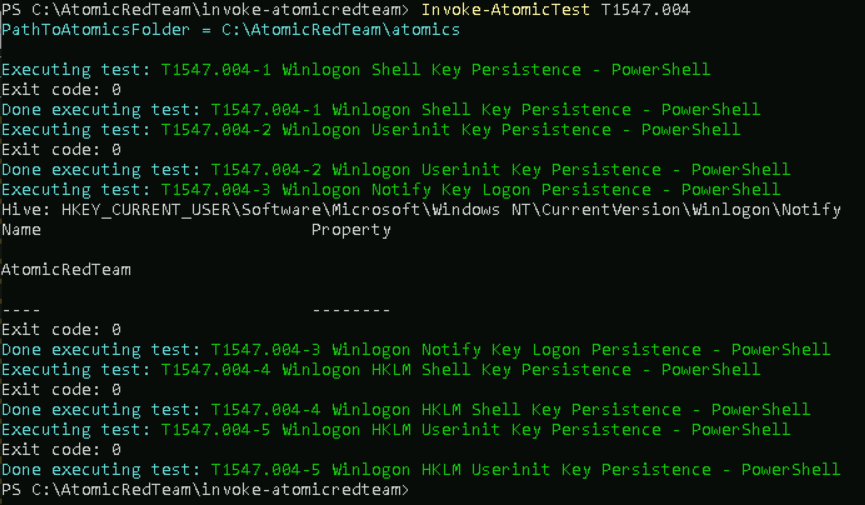 PS C:\AtomicRedTeam\invoke-atomicredteam> Invoke-AtomicTest T1547.004
PathToAtomicsFolder = C:\AtomicRedTeam\atomics
Executing test: T1547.004-1 Winlogon Shell Key Persistence - PowerShell
Exit code: 0
Done executing test: T1547.004-1 Winlogon Shell Key Persistence - PowerShell
Executing test: T1547.004-2 Winlogon Userinit Key Persistence - PowerShell
Exit code: 0
Done executing test: T1547.004-2 Winlogon Userinit Key Persistence - PowerShell
Executing test: T1547.004-3 Winlogon Notify Key Logon Persistence - PowerShell
Hive: HKEY_CURRENT_USER\Software\Microsoft\Windows NT\CurrentVersion\Winlogon\Notify
Name                           Property
AtomicRedTeam
----                           --------
Exit code: 0
Done executing test: T1547.004-3 Winlogon Notify Key Logon Persistence - PowerShell
Executing test: T1547.004-4 Winlogon HKLM Shell Key Persistence - PowerShell
Exit code: 0
Done executing test: T1547.004-4 Winlogon HKLM Shell Key Persistence - PowerShell
Executing test: T1547.004-5 Winlogon HKLM Userinit Key Persistence - PowerShell
Exit code: 0
Done executing test: T1547.004-5 Winlogon HKLM Userinit Key Persistence - PowerShell
PS C:\AtomicRedTeam\invoke-atomicredteam>